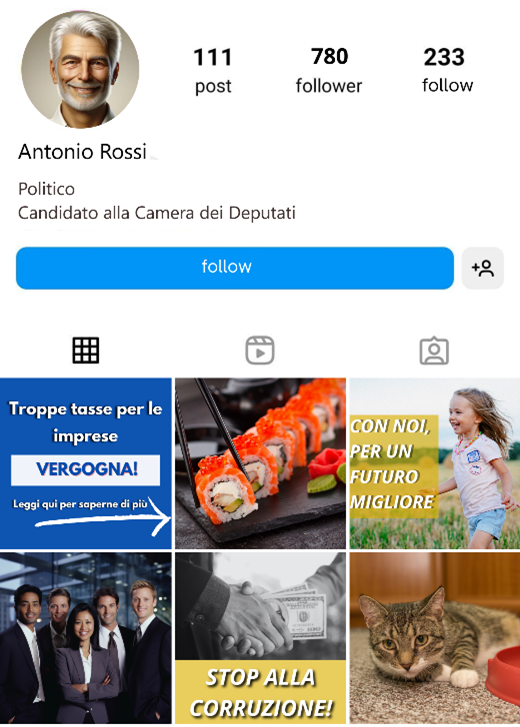 111 780 233
post follower follow
Antonio Rossi
Politico
Candidato alla Camera dei Deputati
follow
Troppe tasse per le
imprese
VERGOGNA!
Leggi qui per saperne di più
CON NOI,
PER UN
FUTURO
MIGLIORE
STOP ALLA
CORRUZIONE!